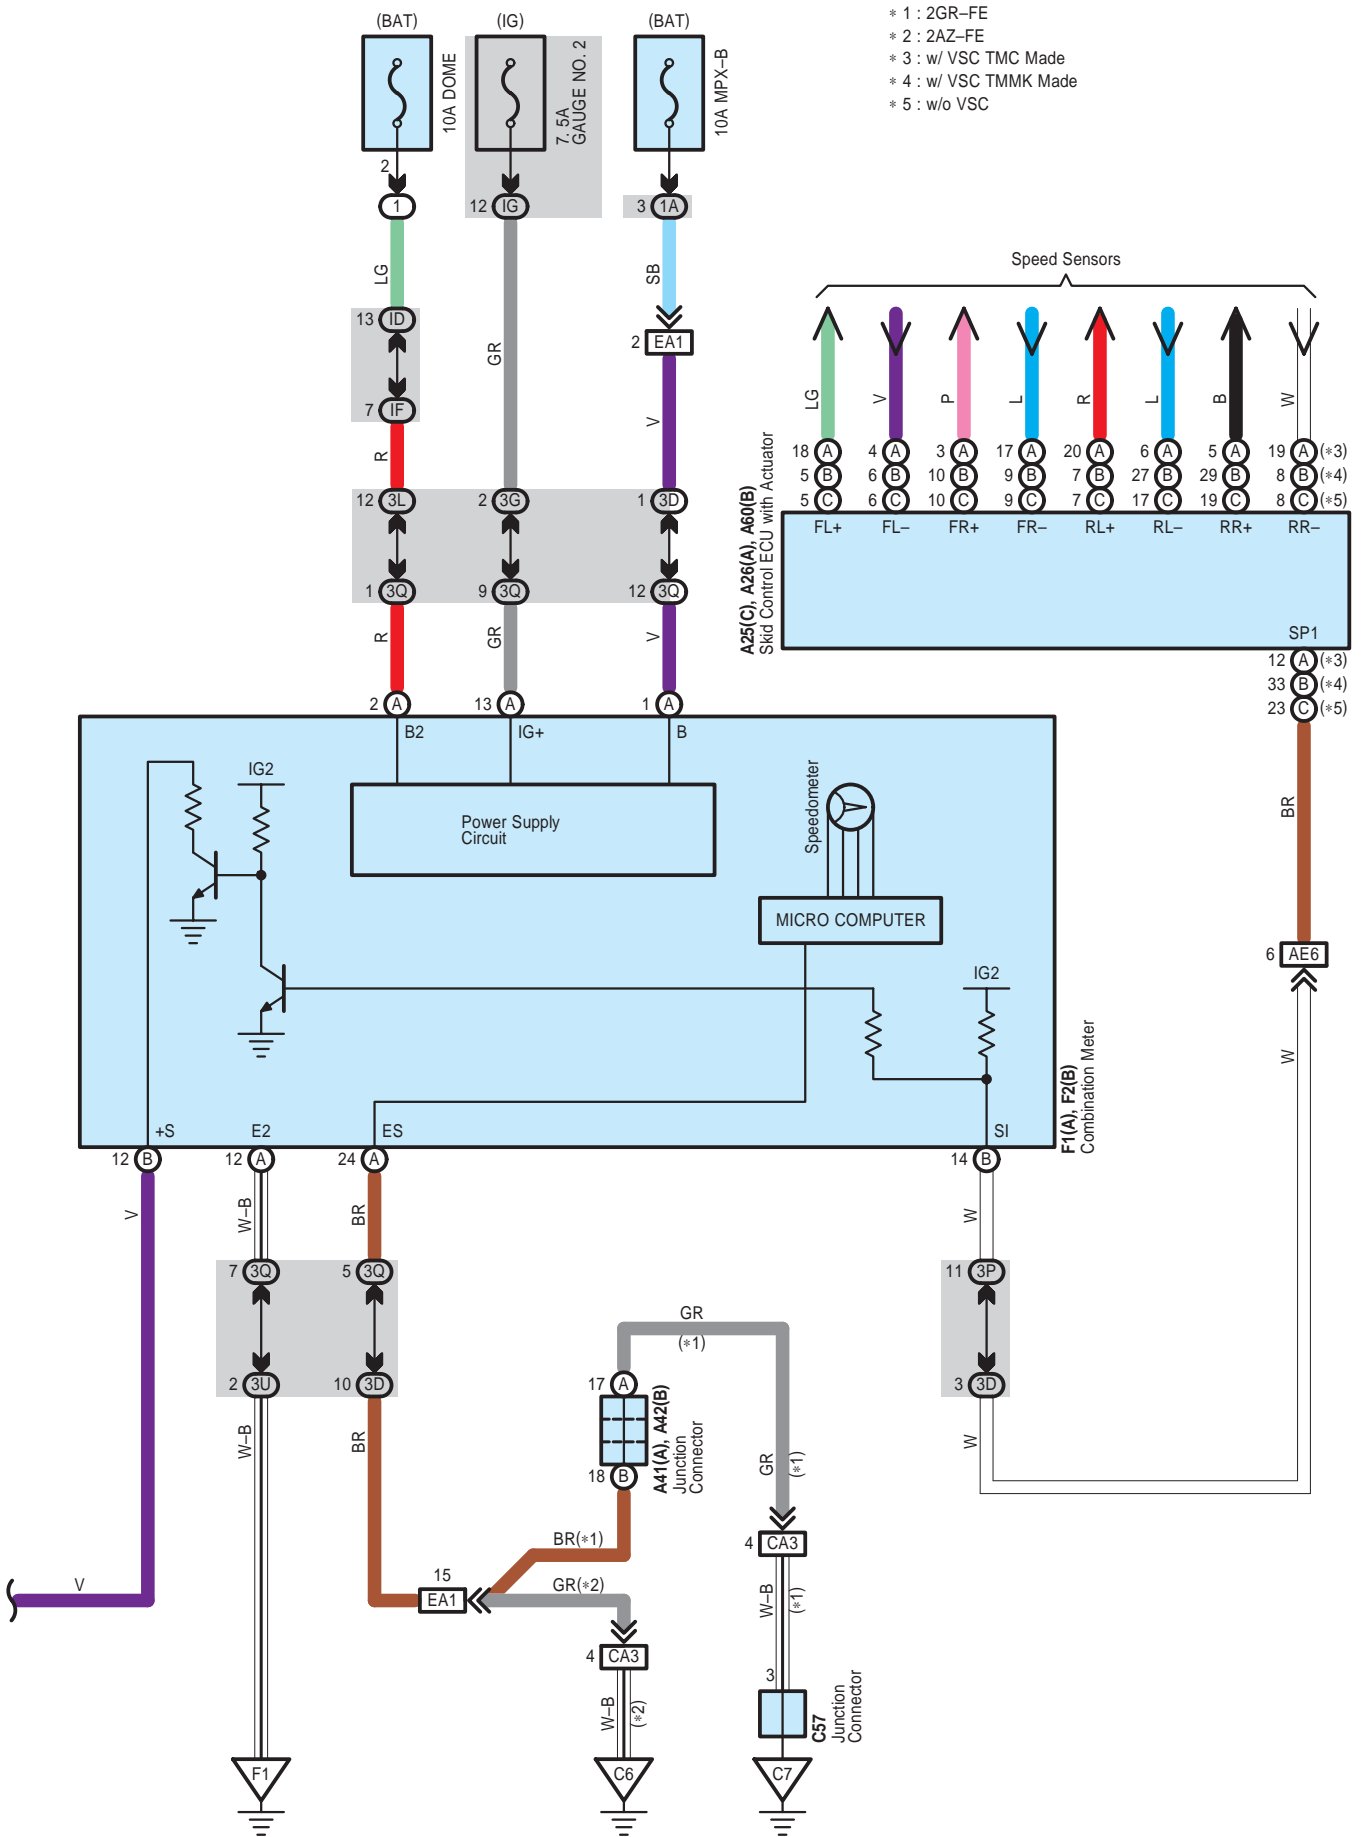 (BAT) (IG) (BAT)
∗ 1 : 2GR–FE
∗ 2 : 2AZ–FE
∗ 3 : w/ VSC TMC Made
∗ 4 : w/ VSC TMMK Made
∗ 5 : w/o VSC
10A DOME
7. 5A
GAUGE NO. 2
10A MPX–B
2
1
12 IG
3 1A
LG
GR
SB
13 ID
2 EA1
7 IF
R
V
12 3L
2 3G
1 3D
1 3Q
9 3Q
12 3Q
R
GR
V
2 A
13 A
1 A
Speed Sensors
LG V P L R L B W
18 A 4 A 3 A 17 A 20 A 6 A 5 A 19 A (∗3)
5 B 6 B 10 B 9 B 7 B 27 B 29 B 8 B (∗4)
5 C 6 C 10 C 9 C 7 C 17 C 19 C 8 C (∗5)
FL+ FL– FR+ FR– RL+ RL– RR+ RR–
A25(C), A26(A), A60(B)
Skid Control ECU with Actuator
SP1
12 A (∗3)
33 B (∗4)
23 C (∗5)
BR
6 AE6
W
B2 IG+ B
IG2
Power Supply
Circuit
Speedometer
MICRO COMPUTER
IG2
F1(A), F2(B)
Combination Meter
+S E2 ES SI
12 B
12 A
24 A
14 B
V
W–B
BR
W
7 3Q
5 3Q
11 3P
2 3U
10 3D
3 3D
W–B
BR
W
GR
(∗1)
17 A
A41(A), A42(B)
Junction
Connector
18 B
GR
(∗1)
BR(∗1)
4 CA3
15
EA1
GR(∗2)
V
W–B
(∗1)
4 CA3
W–B
(∗2)
3
C57
Junction
Connector
F1
C6
C7